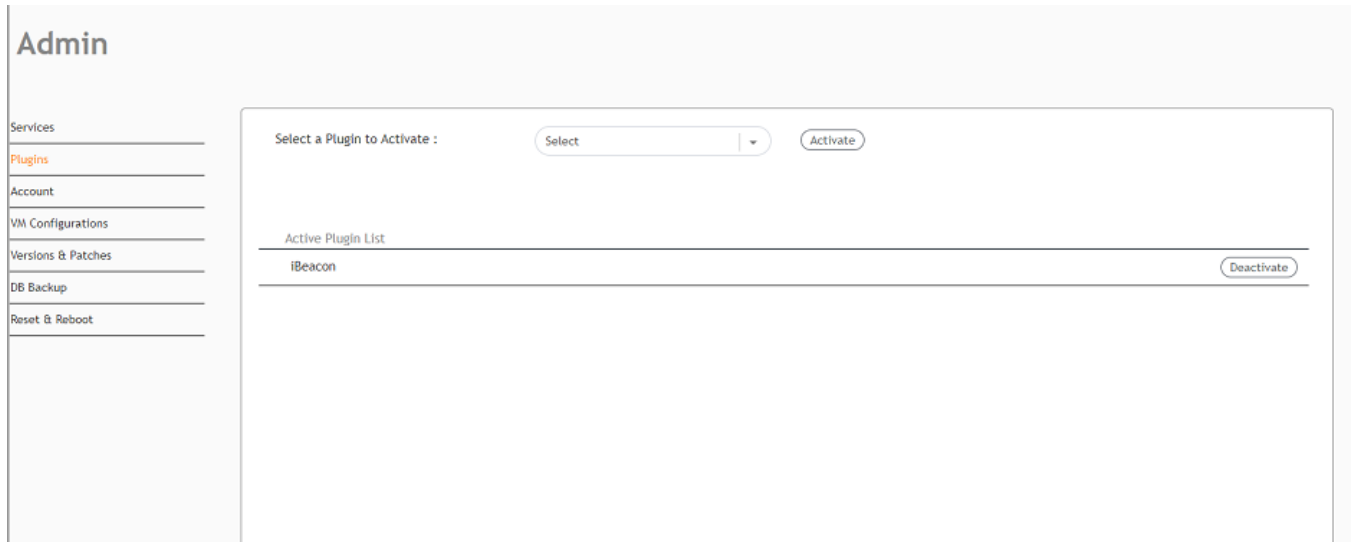 Admin
Services
Plugins
Account
VM Configurations
Versions & Patches
DB Backup
Reset & Reboot
Select a Plugin to Activate :
Select
Activate
Active Plugin List
iBeacon
Deactivate